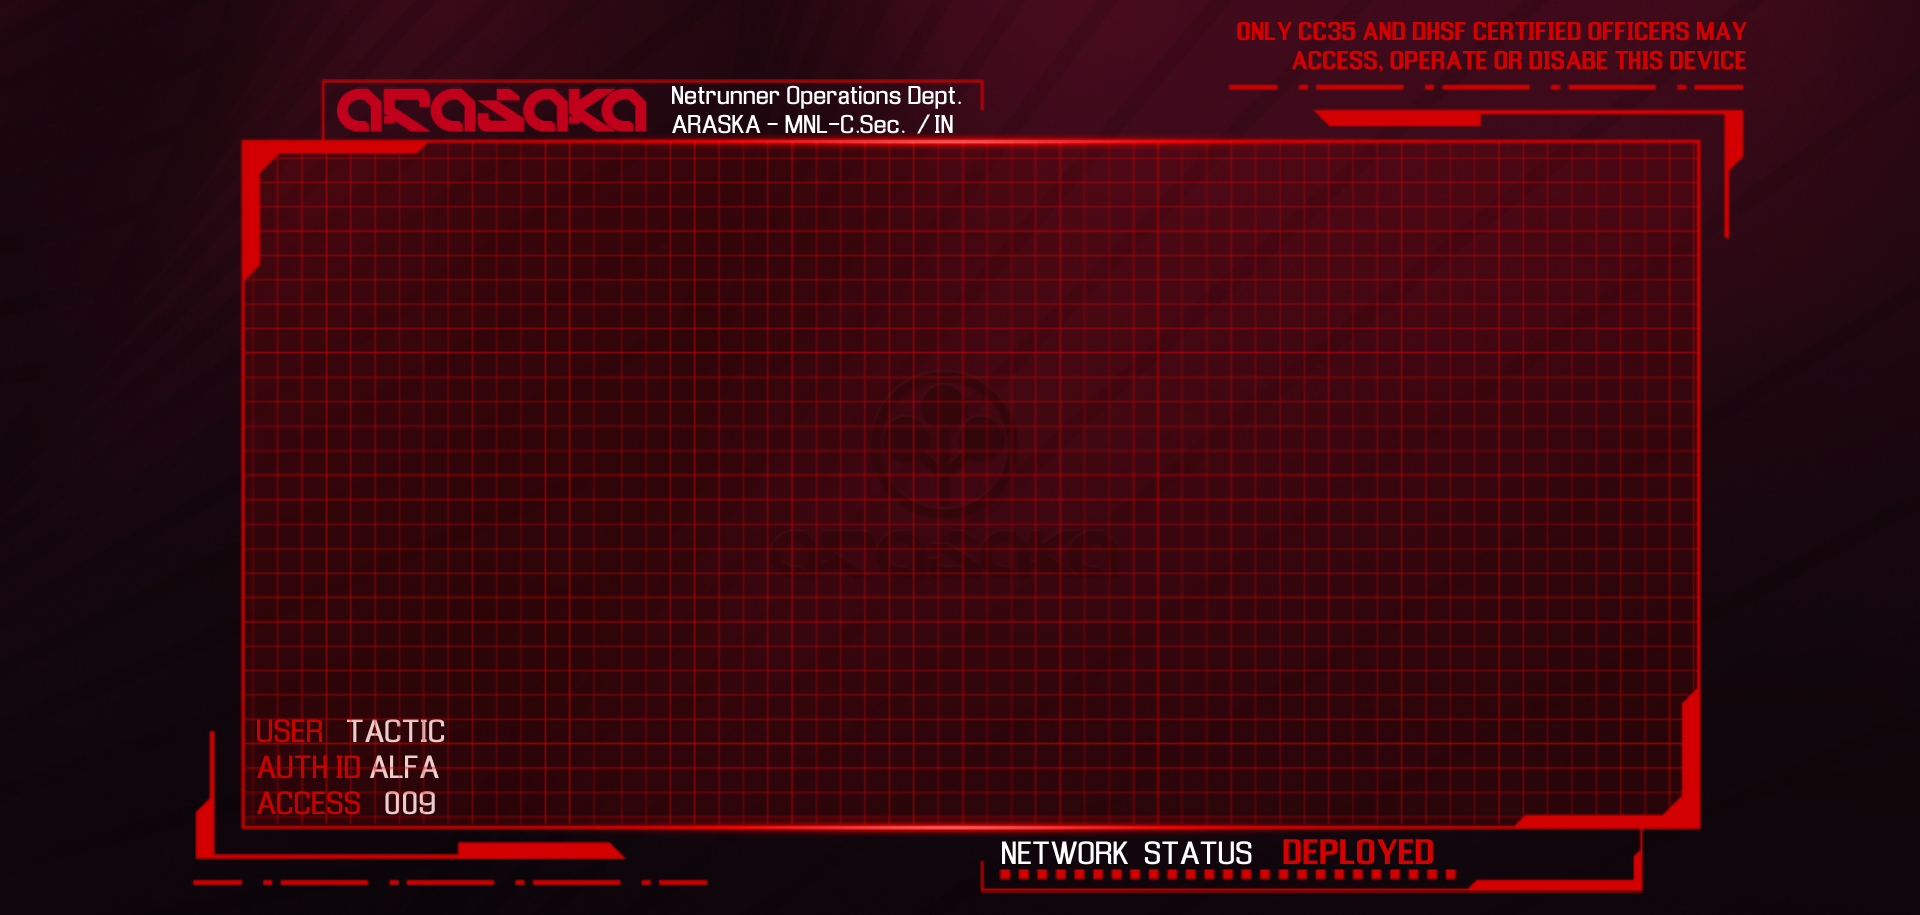 ONLY CC35 AND DHSF CERTIFIED OFFICERS MAY
ACCESS, OPERATE OR DISABE THIS DEVICE
ARASAKA
Netrunner Operations Dept.
ARASKA - MNL-C.Sec. / IN
ARASAKA
USER TACTIC
AUTH ID ALFA
ACCESS 009
NETWORK STATUS DEPLOYED